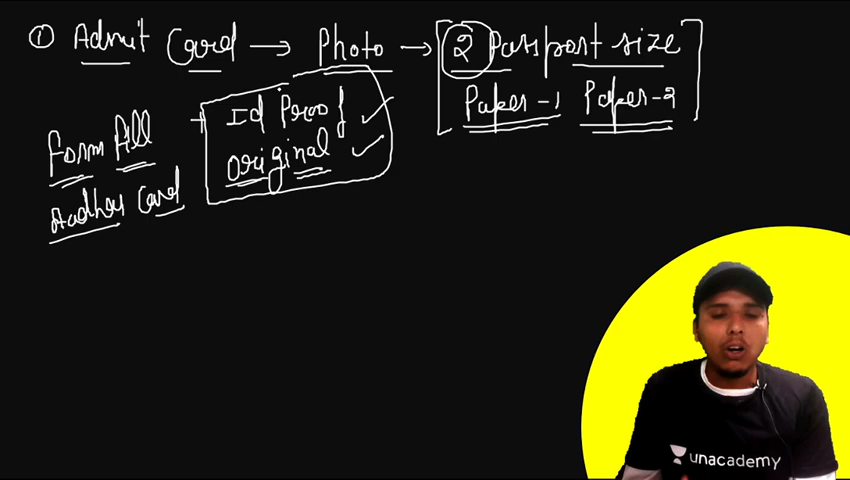 ① Admit Card → Photo → 2 Passport size
Paper-1 Paper-2
Id Proof ✓
Original ✓
Form fill
Aadhar Card
unacademy